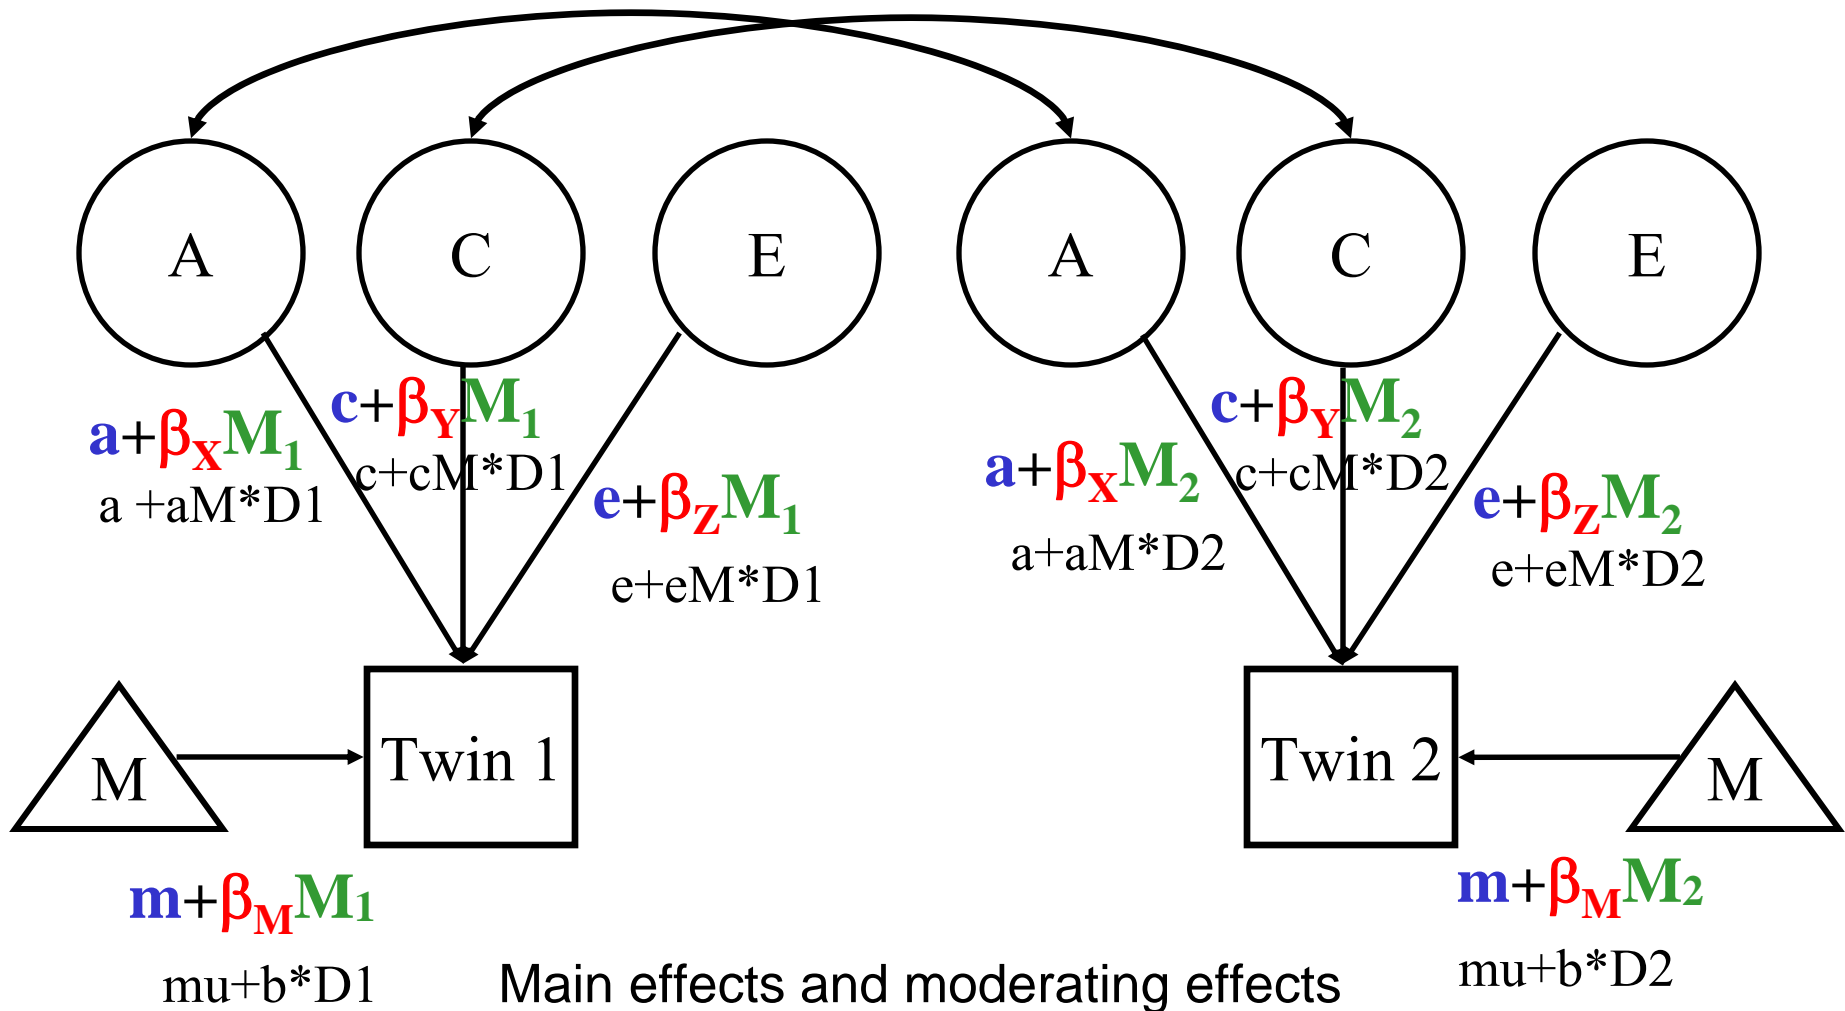 A C E A C E
c+βYM1 c+βYM2
a+βXM1 a+βXM2
c+cM*D1 c+cM*D2
a +aM*D1 e+βZM1 e+βZM2
a+aM*D2
e+eM*D1 e+eM*D2
Twin 1 Twin 2
M M
m+βMM1 m+βMM2
mu+b*D1 Main effects and moderating effects mu+b*D2